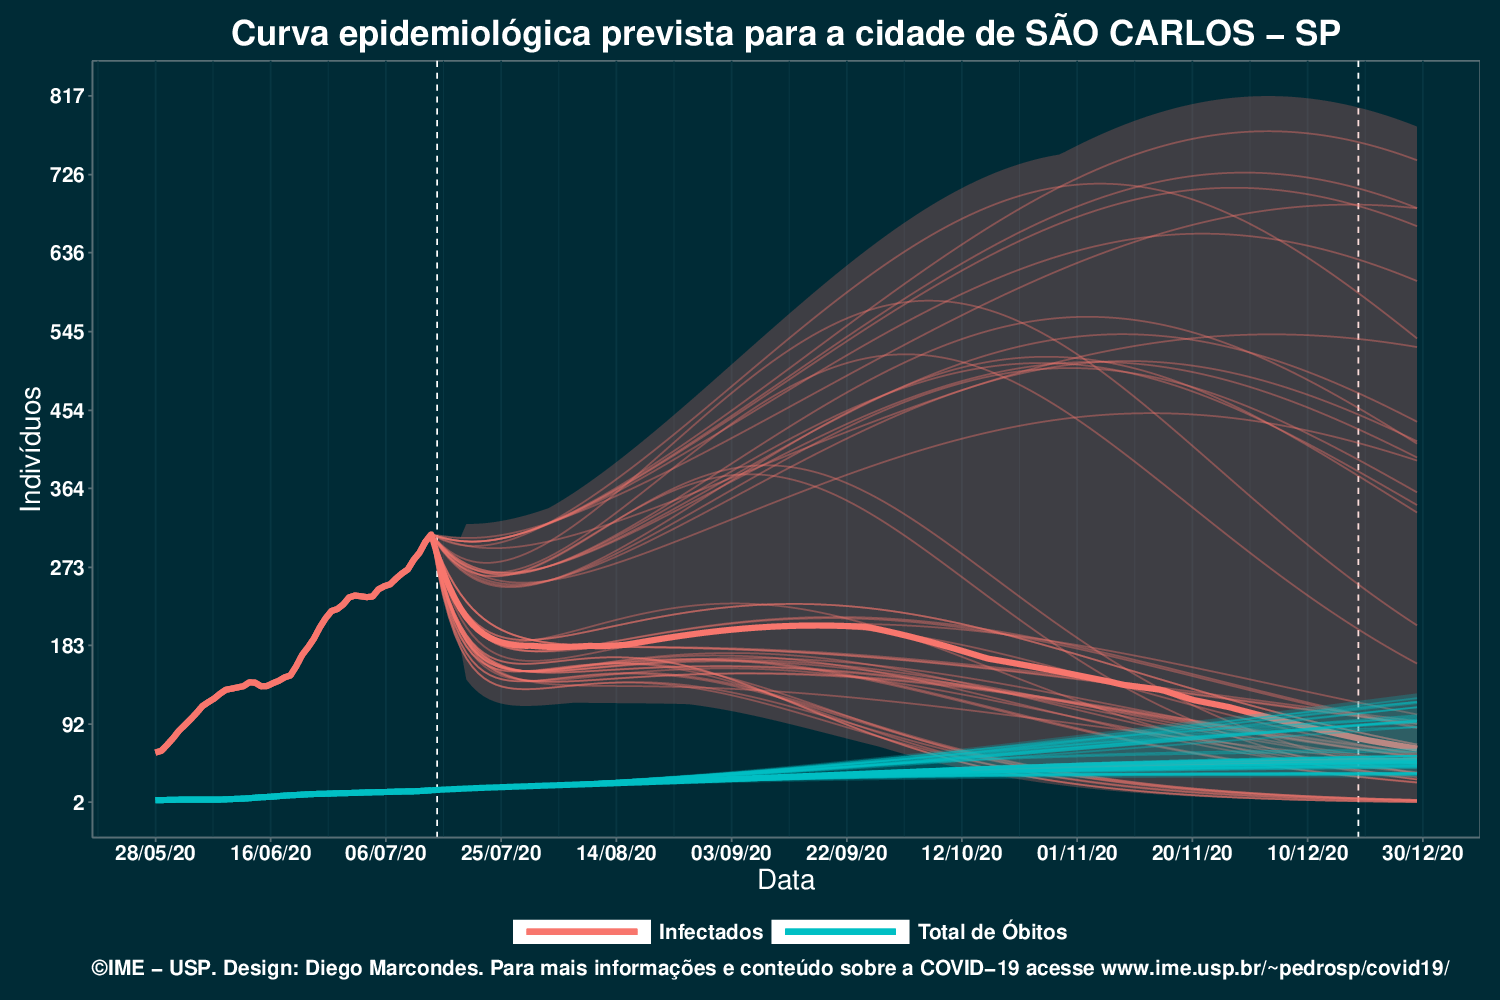 Curva epidemiológica prevista para a cidade de SÃO CARLOS – SP
817
726
636
545
454
364
273
183
92
2
Indivíduos
28/05/20 16/06/20 06/07/20 25/07/20 14/08/20 03/09/20 22/09/20 12/10/20 01/11/20 20/11/20 10/12/20 30/12/20
Data
Infectados Total de Óbitos
©IME – USP. Design: Diego Marcondes. Para mais informações e conteúdo sobre a COVID–19 acesse www.ime.usp.br/~pedrosp/covid19/